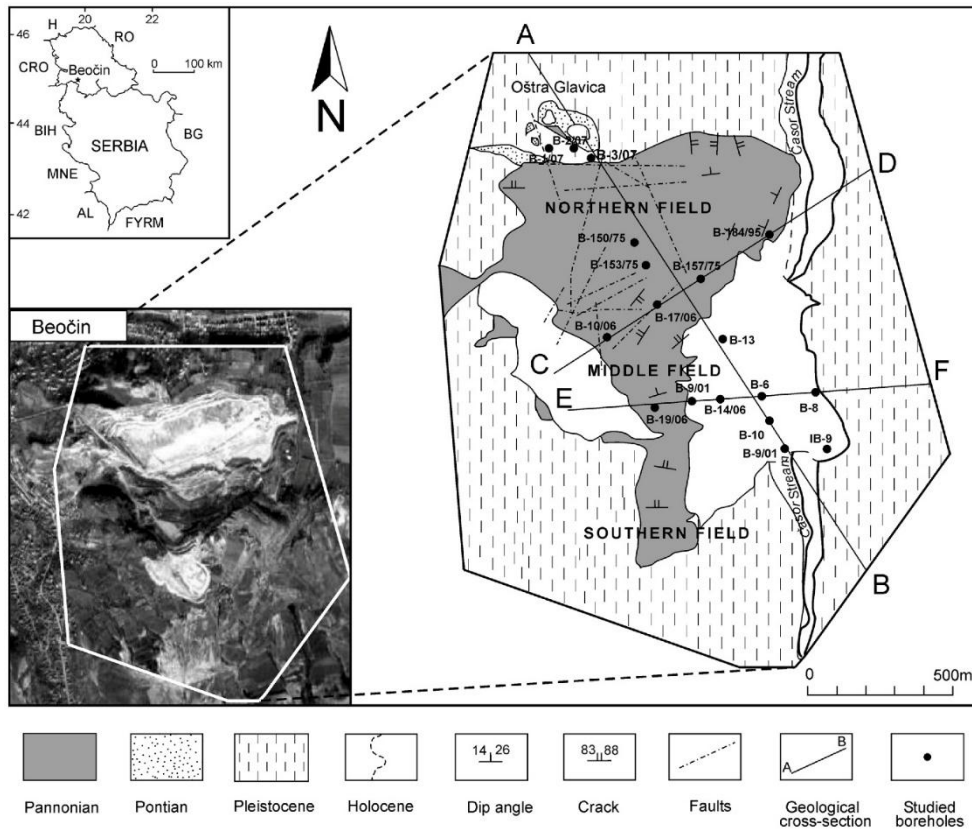 20
22
46
44
42
H
RO
CRO
Beočin
0 100 km
BIH
SERBIA
BG
MNE
AL
FYRM
N
Beočin
A
Oštra Glavica
B-2/07
B-1/07
B-3/07
Casor Stream
D
NORTHERN FIELD
B-184/95
B-150/75
B-153/75
B-157/75
B-17/06
B-10/06
B-13
C
MIDDLE FIELD
F
E
B-9/01
B-6
B-8
B-14/06
B-19/06
B-10
IB-9
B-9/01
Casor Stream
SOUTHERN FIELD
B
0 500m
14 26
83 88
A B
Pannonian
Pontian
Pleistocene
Holocene
Dip angle
Crack
Faults
Geological
cross-section
Studied
boreholes